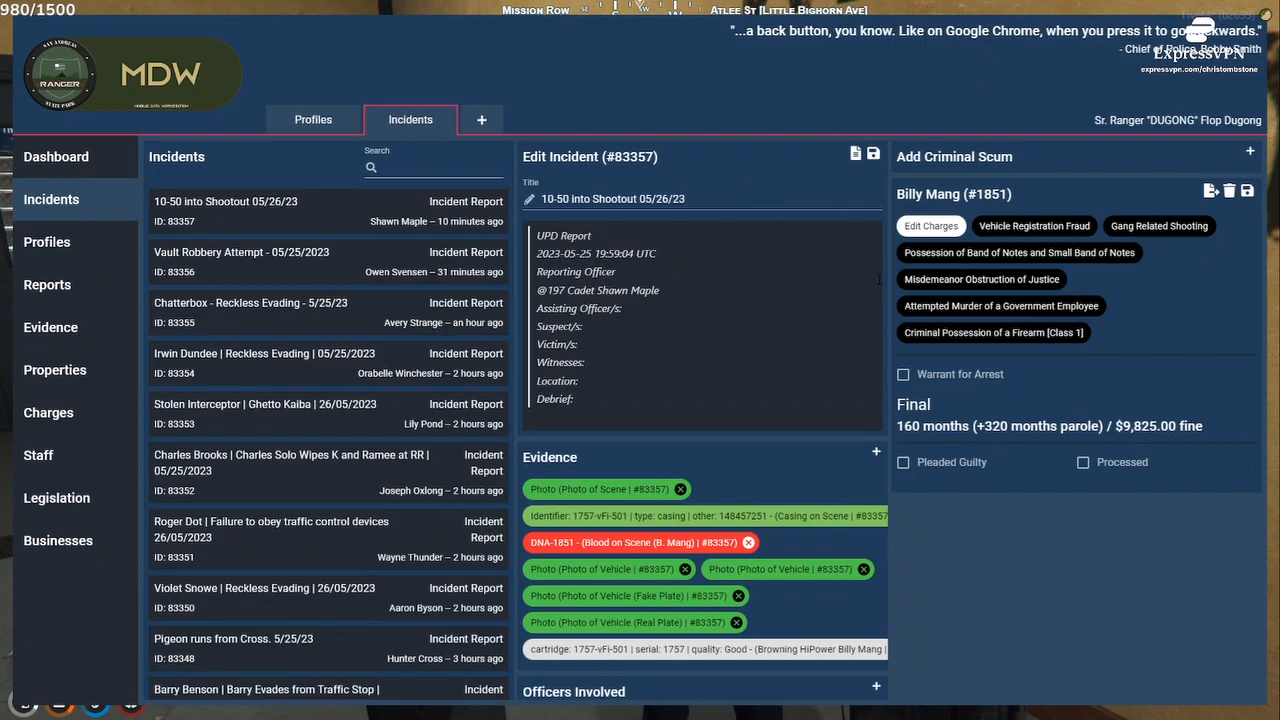 980/1500
Mission Row
SW
W
Atlee St [Little Bighorn Ave]
"...a back button, you know. Like on Google Chrome, when you press it to go backwards."
- Chief of Police, Bobby Smith
ExpressVPN
expressvpn.com/christombstone
SAN ANDREAS
RANGER
STATE PARK
MDW
MOBILE DATA WORKSTATION
Profiles
Incidents
+
Sr. Ranger "DUGONG" Flop Dugong
Dashboard
Incidents
Profiles
Reports
Evidence
Properties
Charges
Staff
Legislation
Businesses
Incidents
Search
10-50 into Shootout 05/26/23 Incident Report
ID: 83357 Shawn Maple – 10 minutes ago
Vault Robbery Attempt - 05/25/2023 Incident Report
ID: 83356 Owen Svensen – 31 minutes ago
Chatterbox - Reckless Evading - 5/25/23 Incident Report
ID: 83355 Avery Strange – an hour ago
Irwin Dundee | Reckless Evading | 05/25/2023 Incident Report
ID: 83354 Orabelle Winchester – 2 hours ago
Stolen Interceptor | Ghetto Kaiba | 26/05/2023 Incident Report
ID: 83353 Lily Pond – 2 hours ago
Charles Brooks | Charles Solo Wipes K and Ramee at RR | Incident
05/25/2023 Report
ID: 83352 Joseph Oxlong – 2 hours ago
Roger Dot | Failure to obey traffic control devices Incident
26/05/2023 Report
ID: 83351 Wayne Thunder – 2 hours ago
Violet Snowe | Reckless Evading | 26/05/2023 Incident Report
ID: 83350 Aaron Byson – 2 hours ago
Pigeon runs from Cross. 5/25/23 Incident Report
ID: 83348 Hunter Cross – 3 hours ago
Barry Benson | Barry Evades from Traffic Stop | Incident
Edit Incident (#83357)
Title
10-50 into Shootout 05/26/23
UPD Report
2023-05-25 19:59:04 UTC
Reporting Officer
@197 Cadet Shawn Maple
Assisting Officer/s:
Suspect/s:
Victim/s:
Witnesses:
Location:
Debrief:
Evidence
+
Photo (Photo of Scene | #83357)
Identifier: 1757-vFi-501 | type: casing | other: 148457251 - (Casing on Scene | #83357
DNA-1851 - (Blood on Scene (B. Mang) | #83357)
Photo (Photo of Vehicle | #83357) Photo (Photo of Vehicle | #83357)
Photo (Photo of Vehicle (Fake Plate) | #83357)
Photo (Photo of Vehicle (Real Plate) | #83357)
cartridge: 1757-vFi-501 | serial: 1757 | quality: Good - (Browning HiPower Billy Mang |
Officers Involved
+
Add Criminal Scum
+
Billy Mang (#1851)
Edit Charges Vehicle Registration Fraud Gang Related Shooting
Possession of Band of Notes and Small Band of Notes
Misdemeanor Obstruction of Justice
Attempted Murder of a Government Employee
Criminal Possession of a Firearm [Class 1]
Warrant for Arrest
Final
160 months (+320 months parole) / $9,825.00 fine
Pleaded Guilty Processed